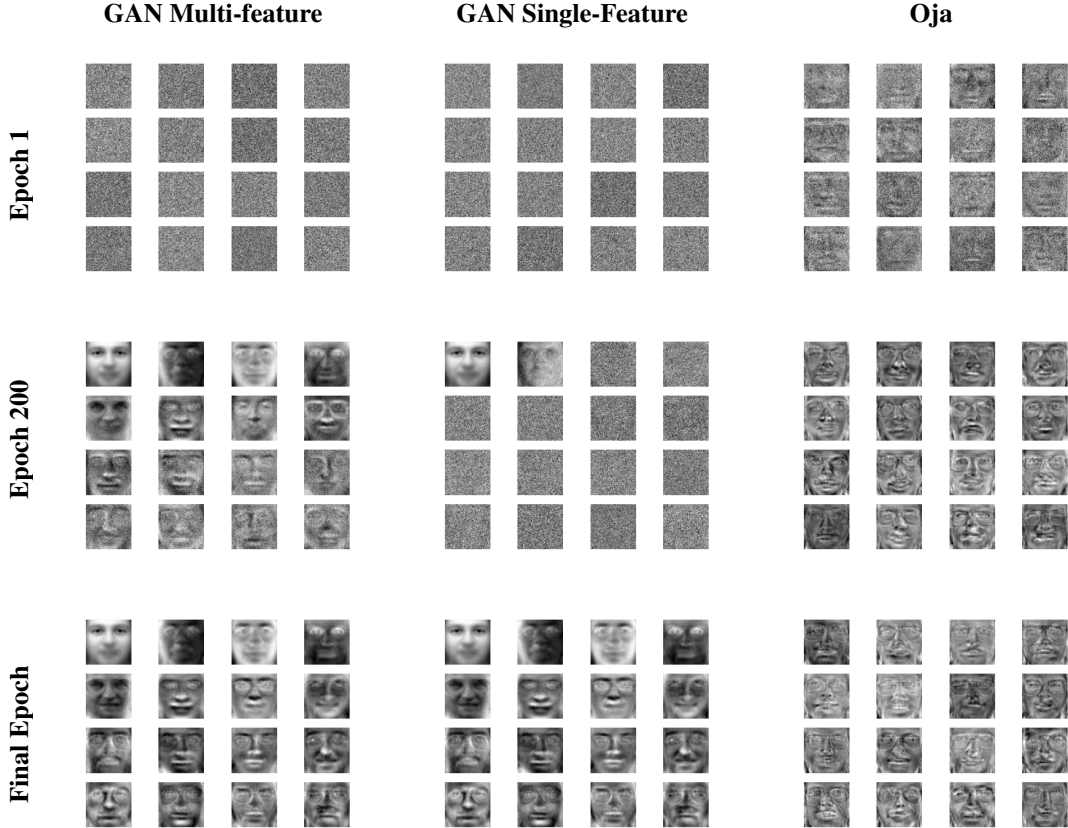 GAN Multi-feature
GAN Single-Feature
Oja
Epoch 1
Epoch 200
Final Epoch